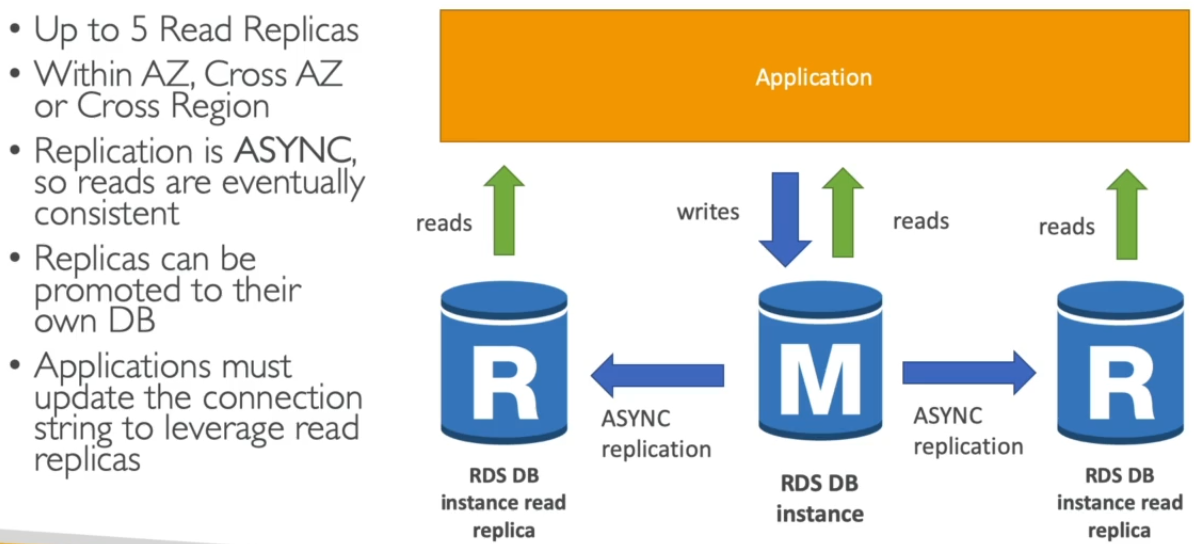 • Up to 5 Read Replicas
• Within AZ, Cross AZ
or Cross Region
• Replication is ASYNC,
so reads are eventually
consistent
• Replicas can be
promoted to their
own DB
• Applications must
update the connection
string to leverage read
replicas
Application
reads
writes
reads
reads
R
M
R
ASYNC
replication
ASYNC
replication
RDS DB
instance read
replica
RDS DB
instance
RDS DB
instance read
replica